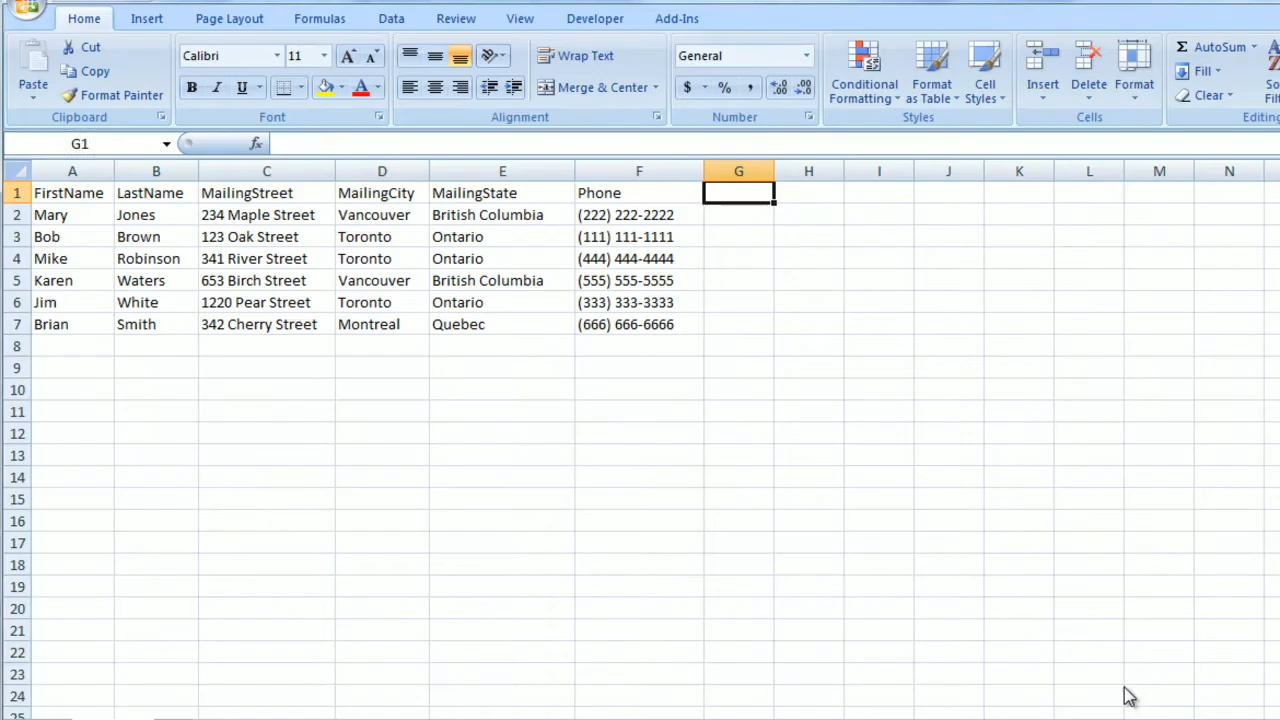 Home Insert Page Layout Formulas Data Review View Developer Add-Ins
Paste
Cut
Copy
Format Painter
Clipboard
Calibri 11
B I U A
Font
Wrap Text
Merge & Center
Alignment
General
$ % ,
Number
Conditional Formatting
Format as Table
Cell Styles
Styles
Insert Delete Format
Cells
Σ AutoSum
Fill
Clear
Editing
G1 fx
A B C D E F G H I J K L M N
1 FirstName LastName MailingStreet MailingCity MailingState Phone
2 Mary Jones 234 Maple Street Vancouver British Columbia (222) 222-2222
3 Bob Brown 123 Oak Street Toronto Ontario (111) 111-1111
4 Mike Robinson 341 River Street Toronto Ontario (444) 444-4444
5 Karen Waters 653 Birch Street Vancouver British Columbia (555) 555-5555
6 Jim White 1220 Pear Street Toronto Ontario (333) 333-3333
7 Brian Smith 342 Cherry Street Montreal Quebec (666) 666-6666
8
9
10
11
12
13
14
15
16
17
18
19
20
21
22
23
24
25